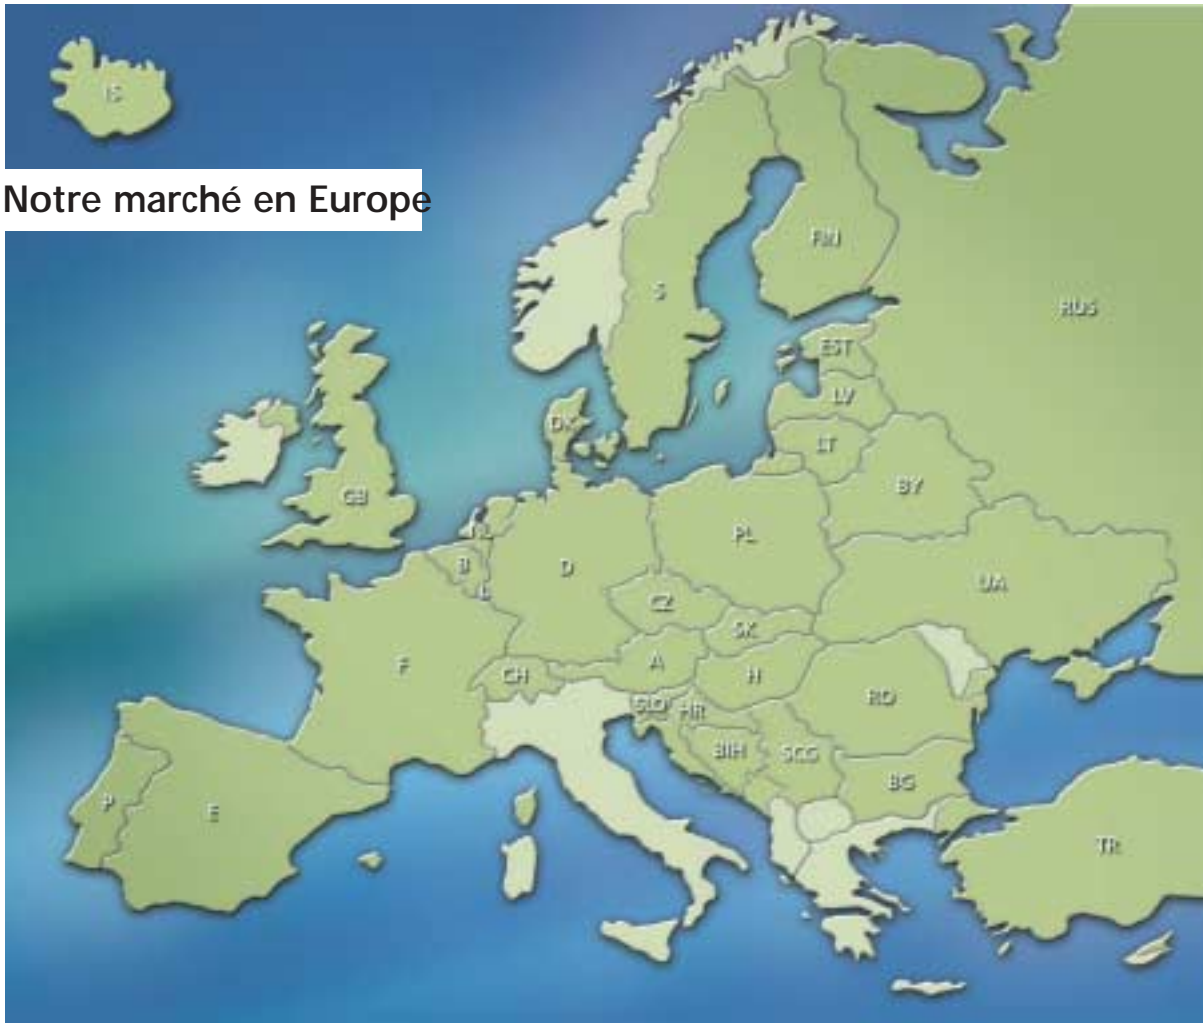 IS
Notre marché en Europe
FIN
S
RUS
EST
LV
DK
LT
GB
BY
NL
PL
B
D
L
UA
CZ
SK
F
CH
A
H
SLO
HR
RO
BIH
SCG
BG
P
E
TR